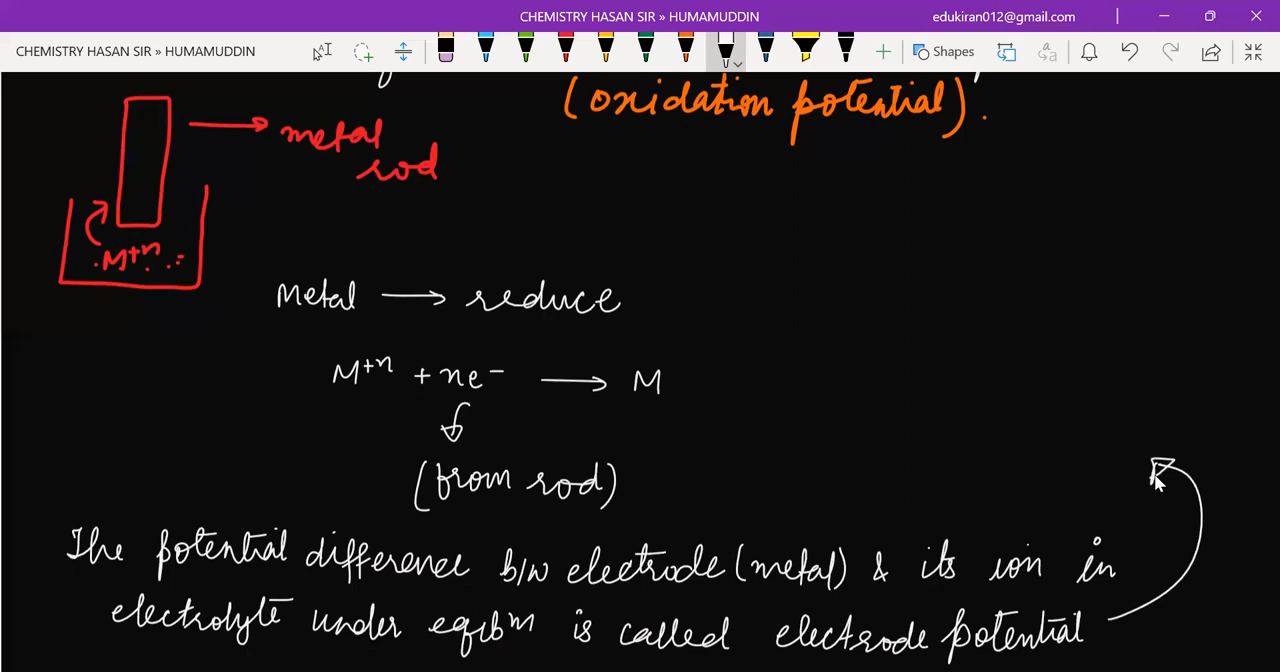 CHEMISTRY HASAN SIR » HUMAMUDDIN
edukiran012@gmail.com
CHEMISTRY HASAN SIR » HUMAMUDDIN
Shapes
(oxidation potential).
metal
rod
M+n
Metal → reduce
M+n + ne− → M
(from rod)
The potential difference b/w electrode (metal) & its ion in
electrolyte under eqbm is called electrode potential